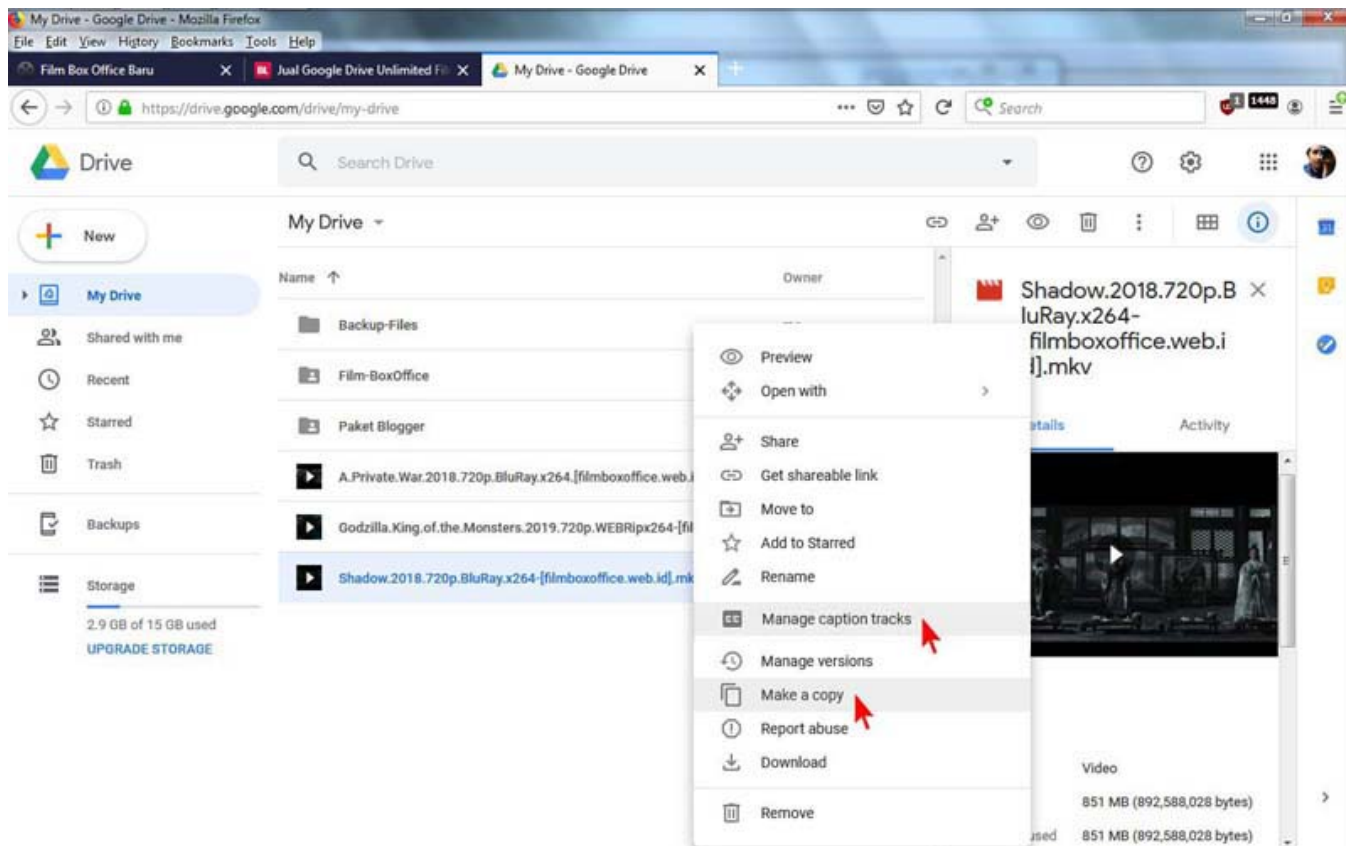 My Drive - Google Drive - Mozilla Firefox
File Edit View History Bookmarks Tools Help
Film Box Office Baru
Jual Google Drive Unlimited Fi
My Drive - Google Drive
https://drive.google.com/drive/my-drive
Search
1
1448
Drive
Search Drive
New
My Drive
Shared with me
Recent
Starred
Trash
Backups
Storage
2.9 GB of 15 GB used
UPGRADE STORAGE
My Drive
Name
Owner
Backup-Files
Film-BoxOffice
Paket Blogger
A.Private.War.2018.720p.BluRay.x264.[filmboxoffice.web.i
Godzilla.King.of.the.Monsters.2019.720p.WEBRipx264-[fil
Shadow.2018.720p.BluRay.x264-[filmboxoffice.web.id].mk
Preview
Open with
Share
Get shareable link
Move to
Add to Starred
Rename
Manage caption tracks
Manage versions
Make a copy
Report abuse
Download
Remove
Shadow.2018.720p.B
luRay.x264-
filmboxoffice.web.i
d].mkv
etails
Activity
Video
851 MB (892,588,028 bytes)
used 851 MB (892,588,028 bytes)